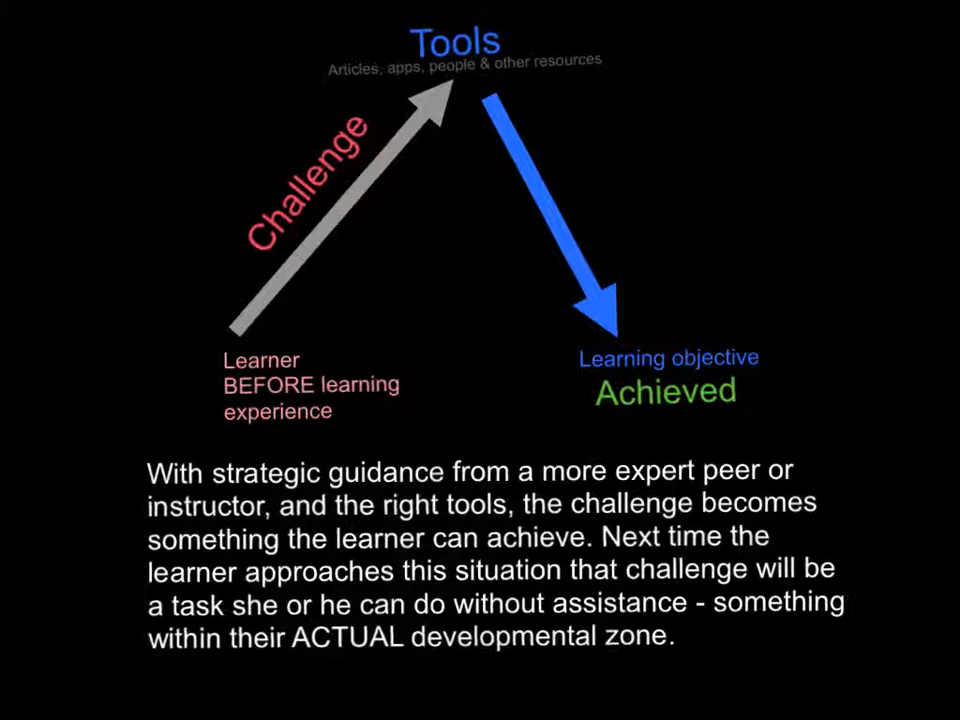 Tools
Articles, apps, people & other resources
Challenge
Learner
BEFORE learning
experience
Learning objective
Achieved
With strategic guidance from a more expert peer or
instructor, and the right tools, the challenge becomes
something the learner can achieve. Next time the
learner approaches this situation that challenge will be
a task she or he can do without assistance - something
within their ACTUAL developmental zone.